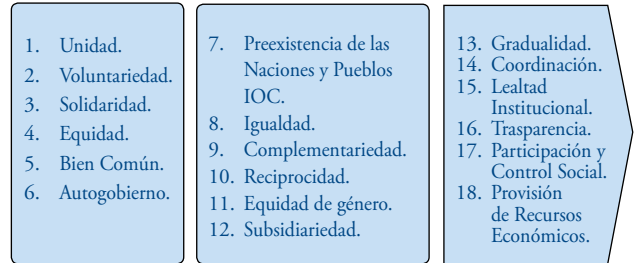 1. Unidad.
2. Voluntariedad.
3. Solidaridad.
4. Equidad.
5. Bien Común.
6. Autogobierno.
7. Preexistencia de las
Naciones y Pueblos
IOC.
8. Igualdad.
9. Complementariedad.
10. Reciprocidad.
11. Equidad de género.
12. Subsidiariedad.
13. Gradualidad.
14. Coordinación.
15. Lealtad
Institucional.
16. Trasparencia.
17. Participación y
Control Social.
18. Provisión
de Recursos
Económicos.